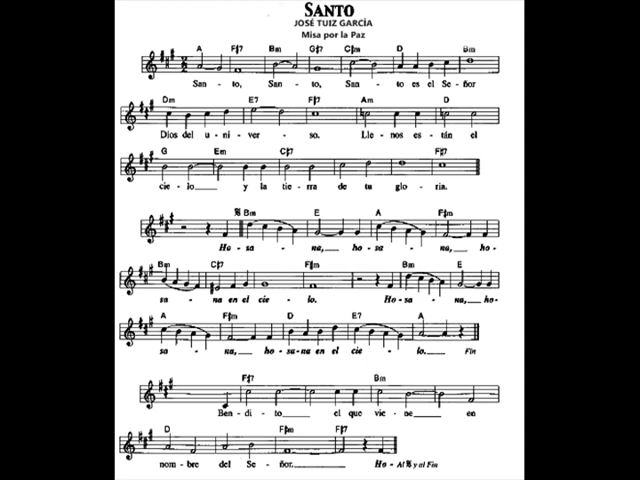 SANTO
JOSÉ TUIZ GARCÍA
Misa por la Paz
A F#7 Bm G#7 C#m D Bm
San - to, San - to, San - to es el Se - ñor
Dm E7 F#7 Am D
Dios del u - ni - ver - so. Lle - nos es - tán el
G Em C#7 F#7
cie - lo y la tie - rra de tu glo - ria.
Bm E A F#m
Ho - sa - na, ho - sa - na, ho -
Bm C#7 F#m Bm E
sa - na en el cie - lo. Ho - sa - na, ho -
A F#m D E7 A
sa - na, ho - sa - na en el cie - lo. Fin
F#7 Bm
Ben - di - to el que vie - ne en
D F#m F#7
nom - bre del Se - ñor. Ho - Al 𝄋 y al Fin